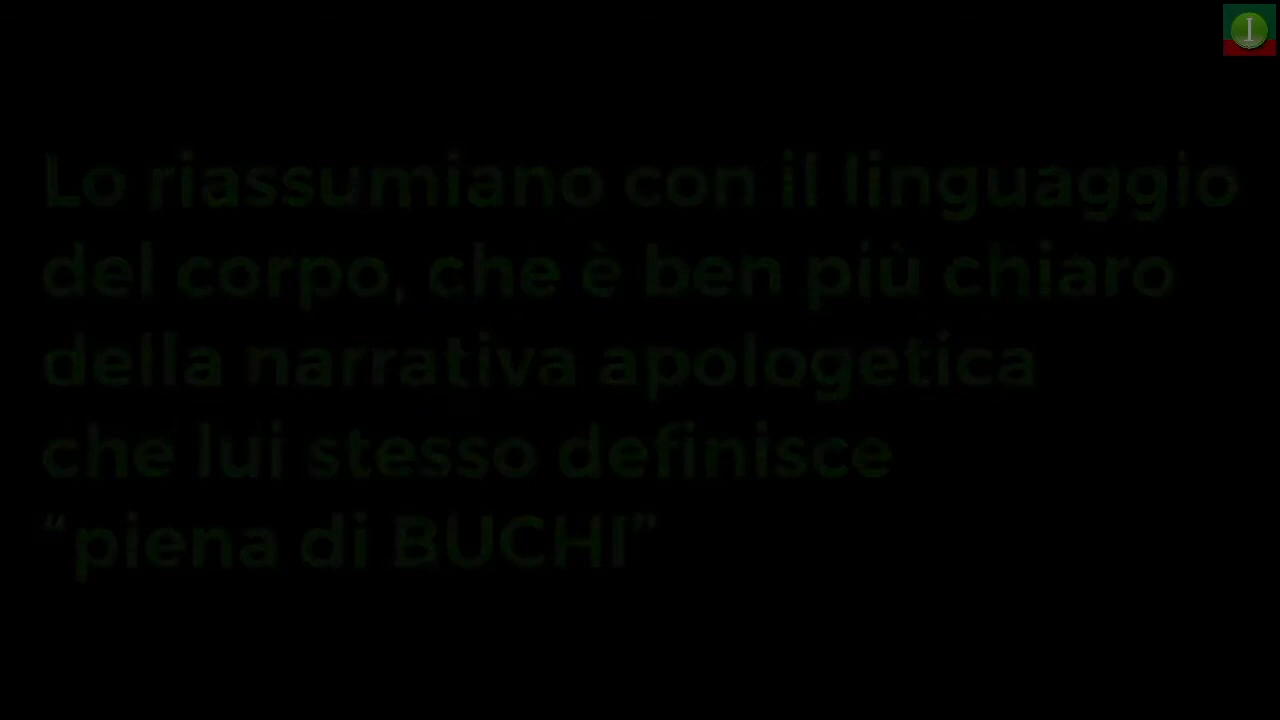 I
Lo riassumiano con il linguaggio
del corpo, che è ben più chiaro
della narrativa apologetica
che lui stesso definisce
“piena di BUCHI”